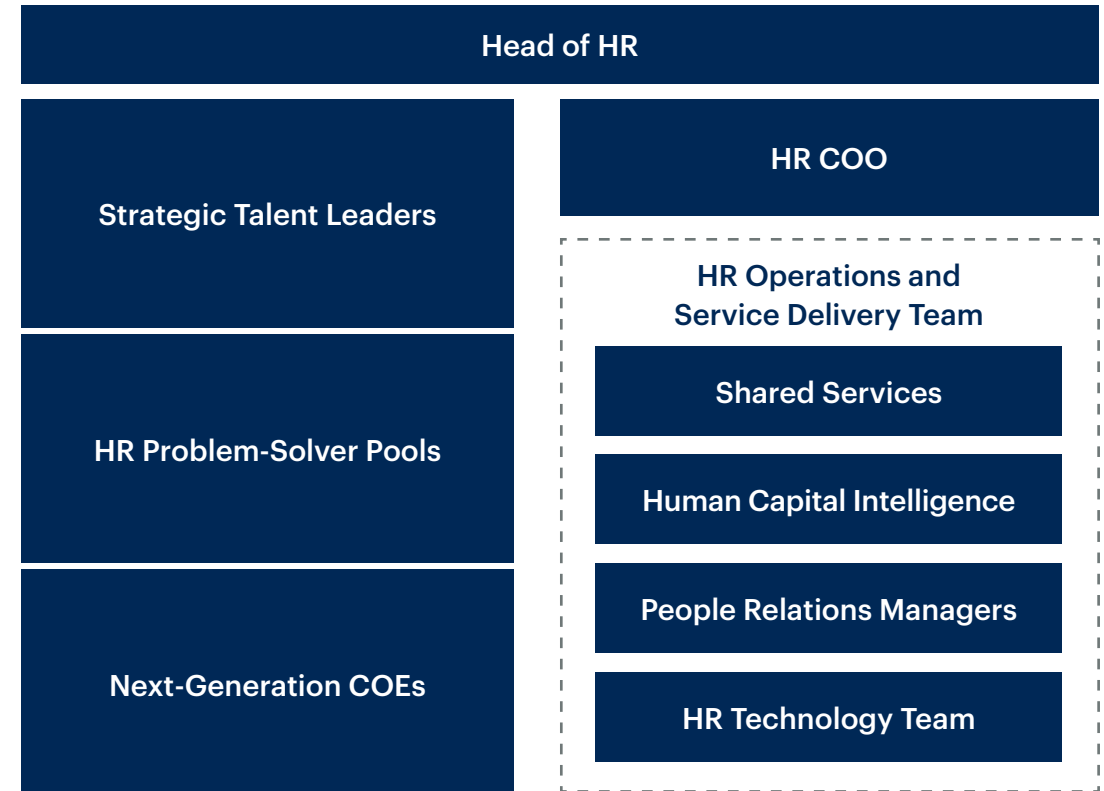 Head of HR
Strategic Talent Leaders
HR Problem-Solver Pools
Next-Generation COEs
HR COO
HR Operations and
Service Delivery Team
Shared Services
Human Capital Intelligence
People Relations Managers
HR Technology Team